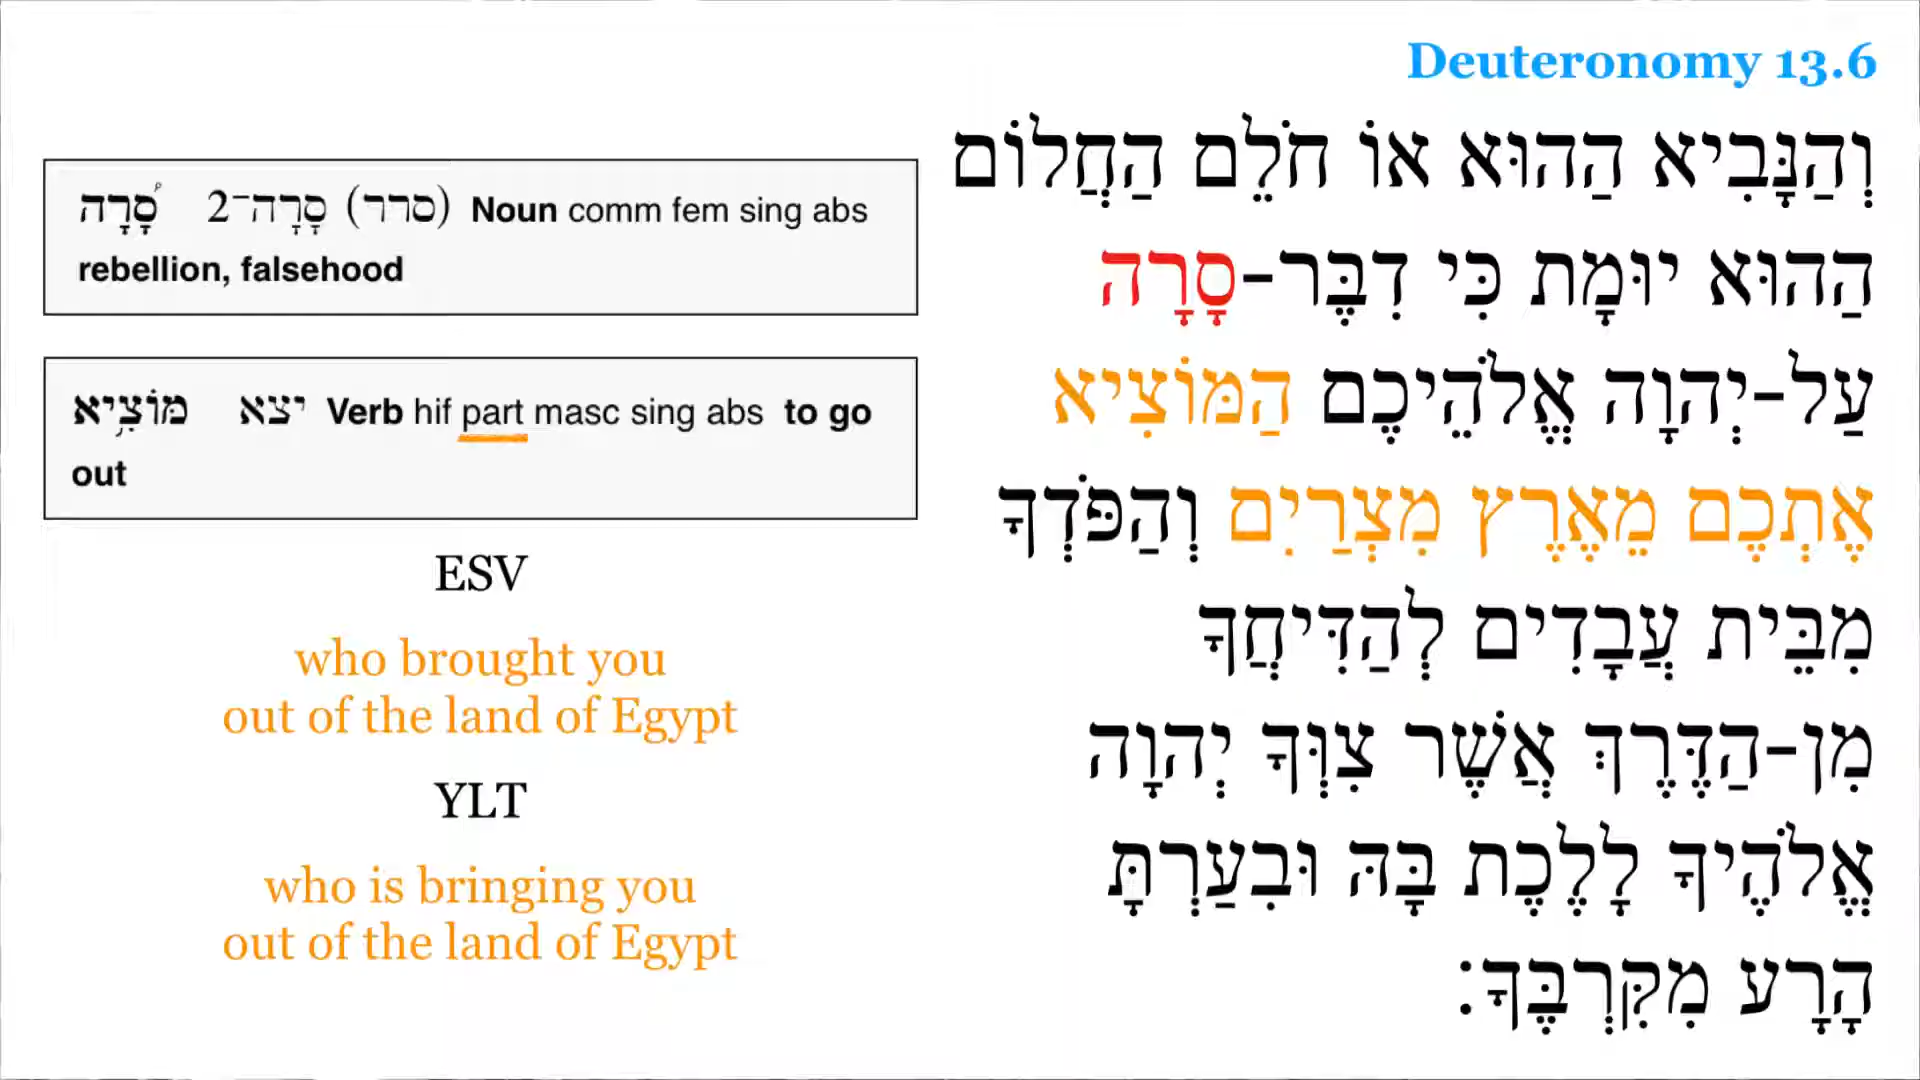 Deuteronomy 13.6
סָרָה סָרָה־2 (סרר) Noun comm fem sing abs
rebellion, falsehood
מוֹצִיא יצא Verb hif part masc sing abs to go
out
ESV
who brought you
out of the land of Egypt
YLT
who is bringing you
out of the land of Egypt
וְהַנָּבִיא הַהוּא אוֹ חֹלֵם הַחֲלוֹם
הַהוּא יוּמָת כִּי דִבֶּר-סָרָה
עַל-יְהוָה אֱלֹהֵיכֶם הַמּוֹצִיא
אֶתְכֶם מֵאֶרֶץ מִצְרַיִם וְהַפֹּדְךָ
מִבֵּית עֲבָדִים לְהַדִּיחֲךָ
מִן-הַדֶּרֶךְ אֲשֶׁר צִוְּךָ יְהוָה
אֱלֹהֶיךָ לָלֶכֶת בָּהּ וּבִעַרְתָּ
הָרָע מִקִּרְבֶּךָ׃